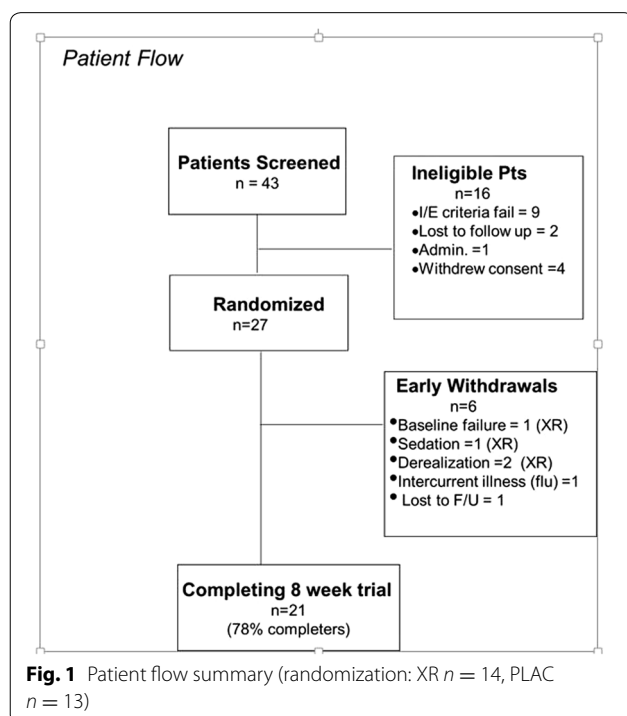 Patient Flow
Patients Screened
n = 43
Ineligible Pts
n=16
•I/E criteria fail = 9
•Lost to follow up = 2
•Admin. =1
•Withdrew consent =4
Randomized
n=27
Early Withdrawals
n=6
•Baseline failure = 1 (XR)
•Sedation =1 (XR)
•Derealization =2 (XR)
•Intercurrent illness (flu) =1
• Lost to F/U = 1
Completing 8 week trial
n=21
(78% completers)
Fig. 1 Patient flow summary (randomization: XR n = 14, PLAC
n = 13)